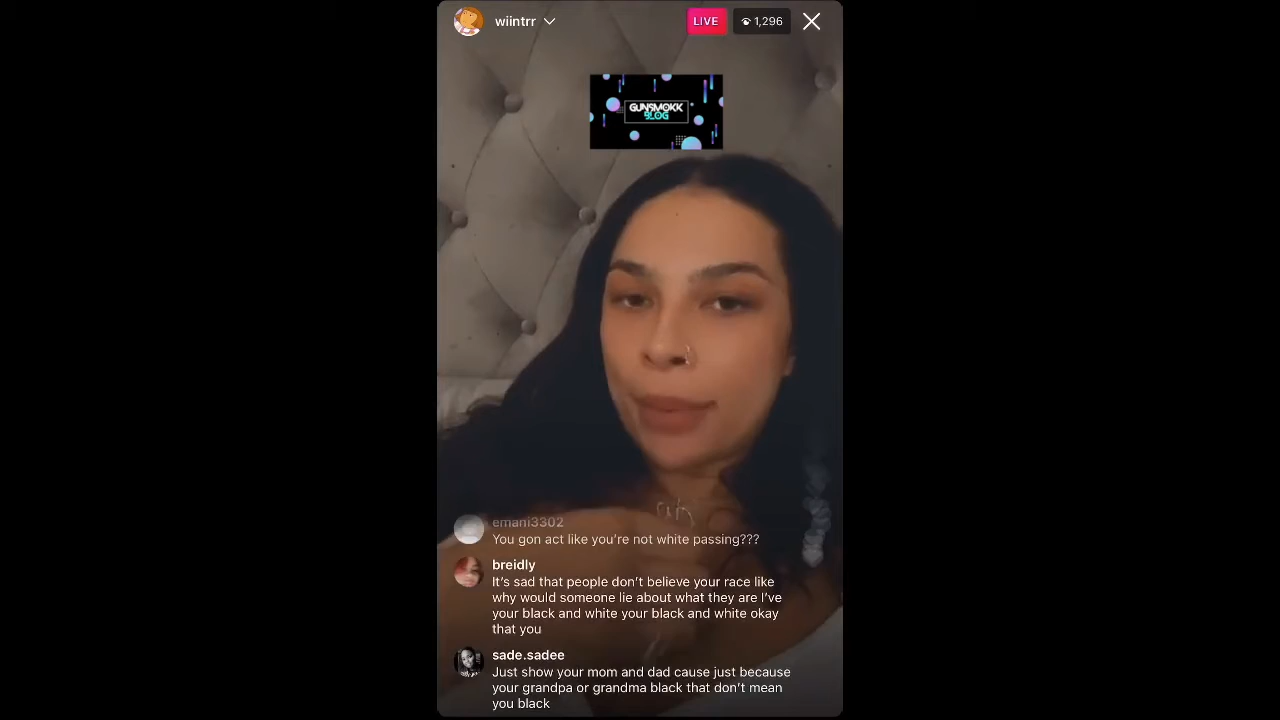 wiintrr
LIVE
1,296
GUNSMOKK
BLOG
emani3302
You gon act like you're not white passing???
breidly
It's sad that people don't believe your race like
why would someone lie about what they are I've
your black and white your black and white okay
that you
sade.sadee
Just show your mom and dad cause just because
your grandpa or grandma black that don't mean
you black